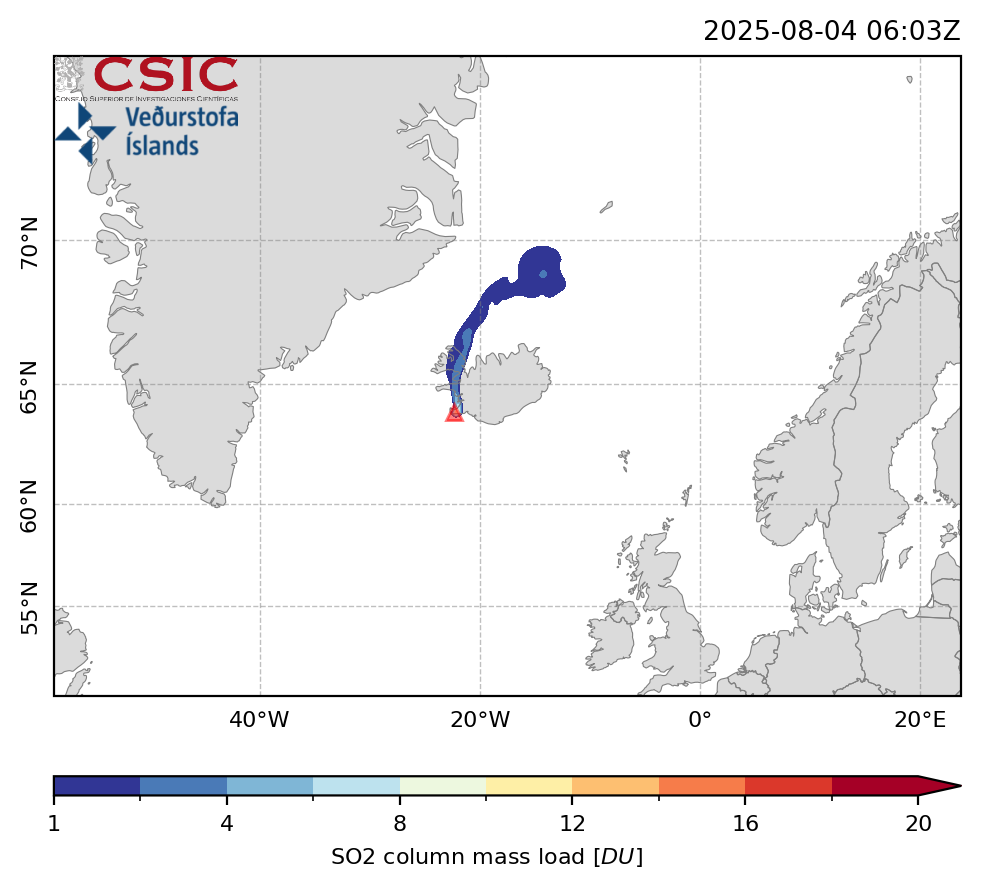 2025-08-04 06:03Z
CSIC
CONSEJO SUPERIOR DE INVESTIGACIONES CIENTÍFICAS
Veðurstofa
Íslands
70°N
65°N
60°N
55°N
40°W 20°W 0° 20°E
1 4 8 12 16 20
SO2 column mass load [DU]